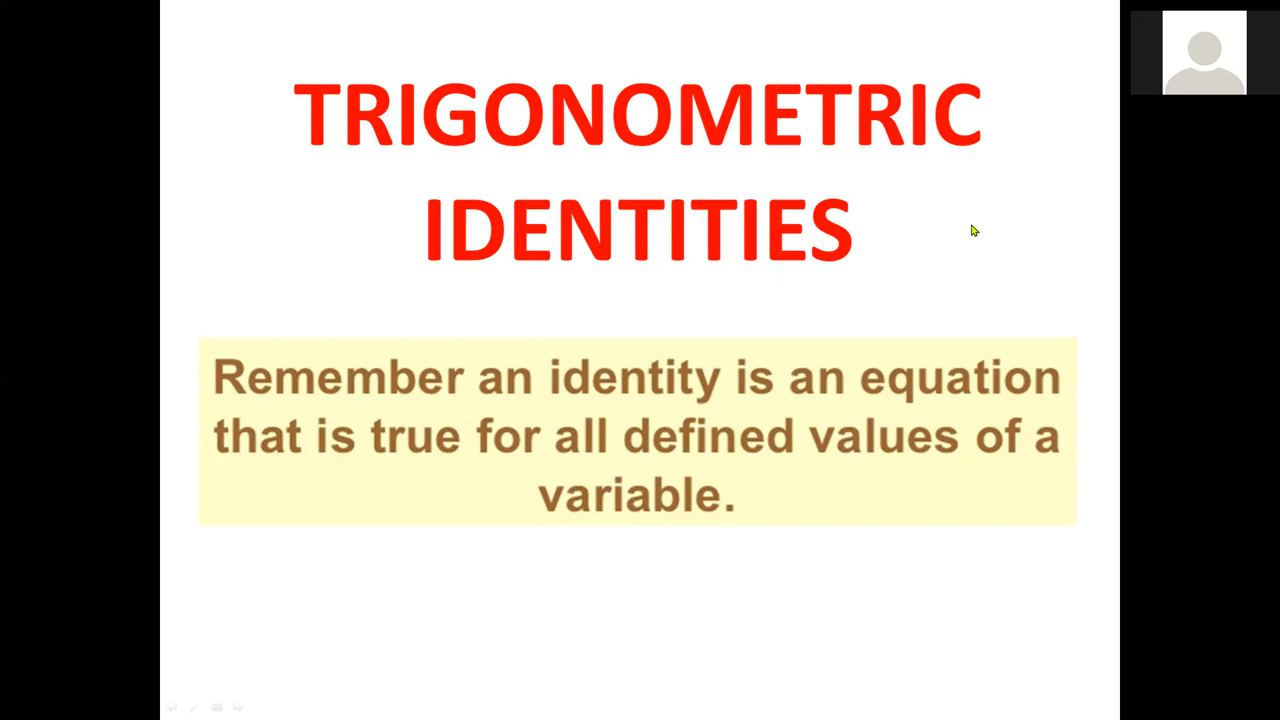 TRIGONOMETRIC
IDENTITIES
Remember an identity is an equation
that is true for all defined values of a
variable.